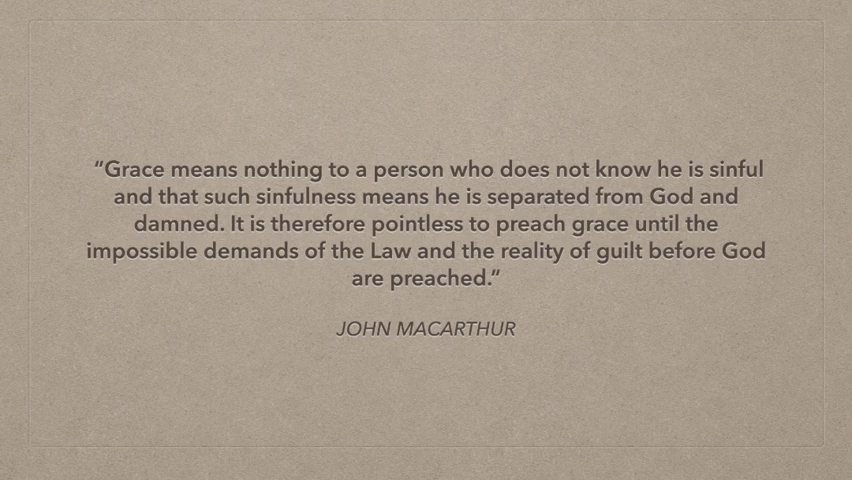 "Grace means nothing to a person who does not know he is sinful
and that such sinfulness means he is separated from God and
damned. It is therefore pointless to preach grace until the
impossible demands of the Law and the reality of guilt before God
are preached."
JOHN MACARTHUR